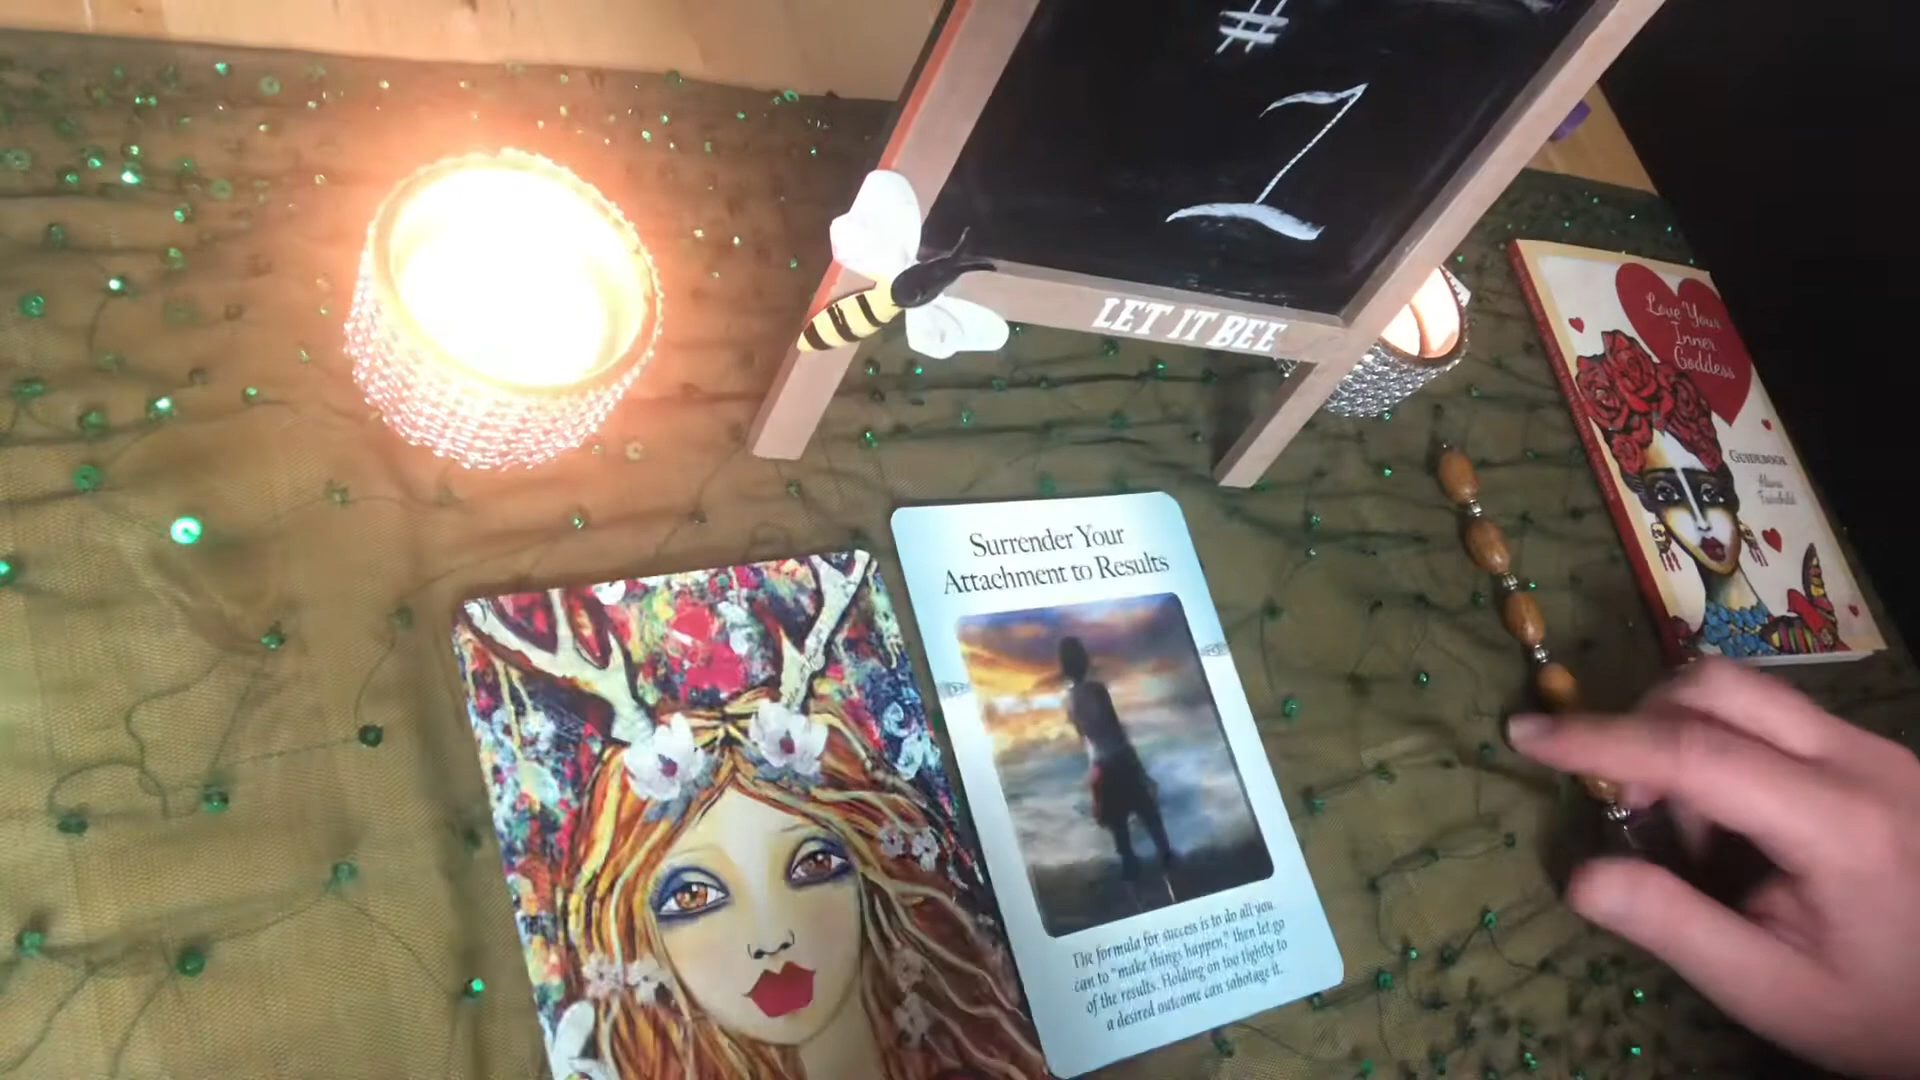 #
1
LET IT BEE
Love Your
Inner
Goddess
GUIDEBOOK
Alana
Fairchild
Surrender Your
Attachment to Results
The formula for success is to do all you
can to "make things happen," then let go
of the results. Holding on too tightly to
a desired outcome can sabotage it.